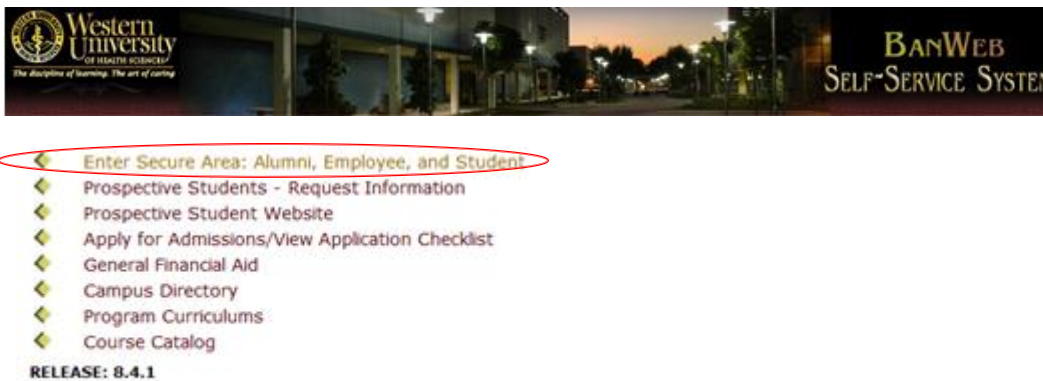 Western
University
OF HEALTH SCIENCES
The discipline of learning. The art of caring
BANWEB
SELF-SERVICE SYSTEM
Enter Secure Area: Alumni, Employee, and Student
Prospective Students - Request Information
Prospective Student Website
Apply for Admissions/View Application Checklist
General Financial Aid
Campus Directory
Program Curriculums
Course Catalog
RELEASE: 8.4.1